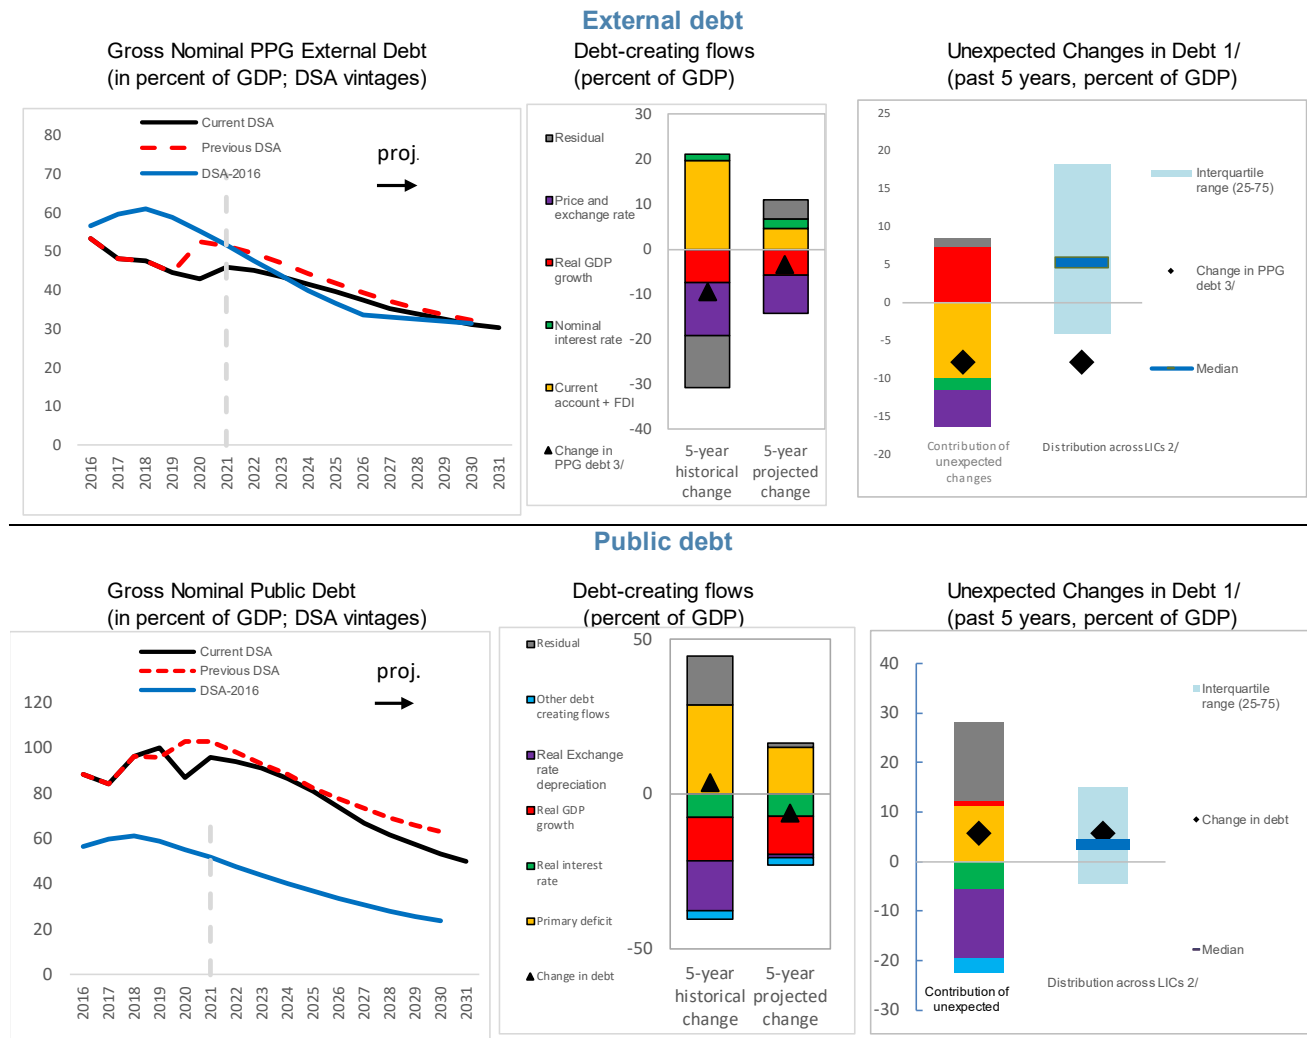 External debt
Gross Nominal PPG External Debt
(in percent of GDP; DSA vintages)
Debt-creating flows
(percent of GDP)
Unexpected Changes in Debt 1/
(past 5 years, percent of GDP)
Current DSA
Previous DSA
DSA-2016
proj.
80
70
60
50
40
30
20
10
0
2016
2017
2018
2019
2020
2021
2022
2023
2024
2025
2026
2027
2028
2029
2030
2031
Residual
Price and
exchange rate
Real GDP
growth
Nominal
interest rate
Current
account + FDI
Change in
PPG debt 3/
30
20
10
0
-10
-20
-30
-40
5-year
historical
change
5-year
projected
change
25
20
15
10
5
0
-5
-10
-15
-20
Contribution of
unexpected
changes
Distribution across LICs 2/
Interquartile
range (25-75)
Change in PPG
debt 3/
Median
Public debt
Gross Nominal Public Debt
(in percent of GDP; DSA vintages)
Debt-creating flows
(percent of GDP)
Unexpected Changes in Debt 1/
(past 5 years, percent of GDP)
Current DSA
Previous DSA
DSA-2016
proj.
120
100
80
60
40
20
0
2016
2017
2018
2019
2020
2021
2022
2023
2024
2025
2026
2027
2028
2029
2030
2031
Residual
Other debt
creating flows
Real Exchange
rate
depreciation
Real GDP
growth
Real interest
rate
Primary deficit
Change in debt
50
0
-50
5-year
historical
change
5-year
projected
change
40
30
20
10
0
-10
-20
-30
Contribution of
unexpected
Distribution across LICs 2/
Interquartile
range (25-75)
Change in debt
Median